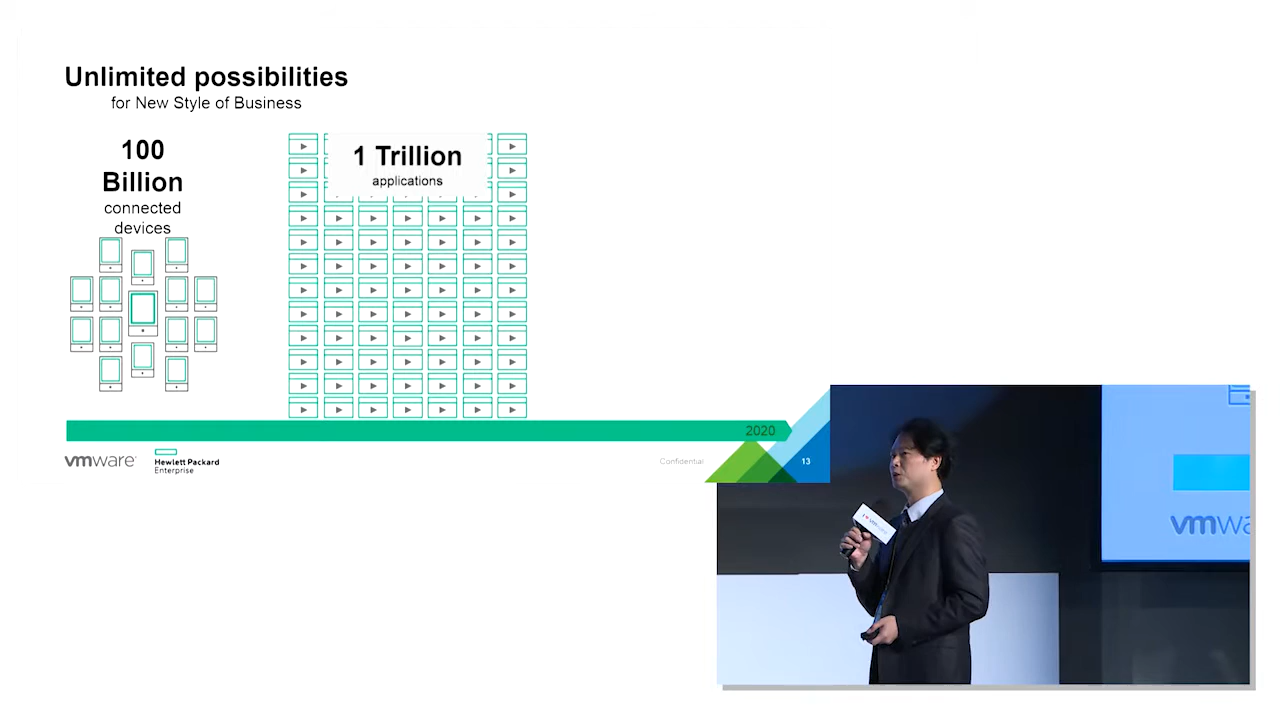 Unlimited possibilities
for New Style of Business
100
Billion
connected
devices
1 Trillion
applications
2020
vmware
Hewlett Packard
Enterprise
Confidential
13
vmwa